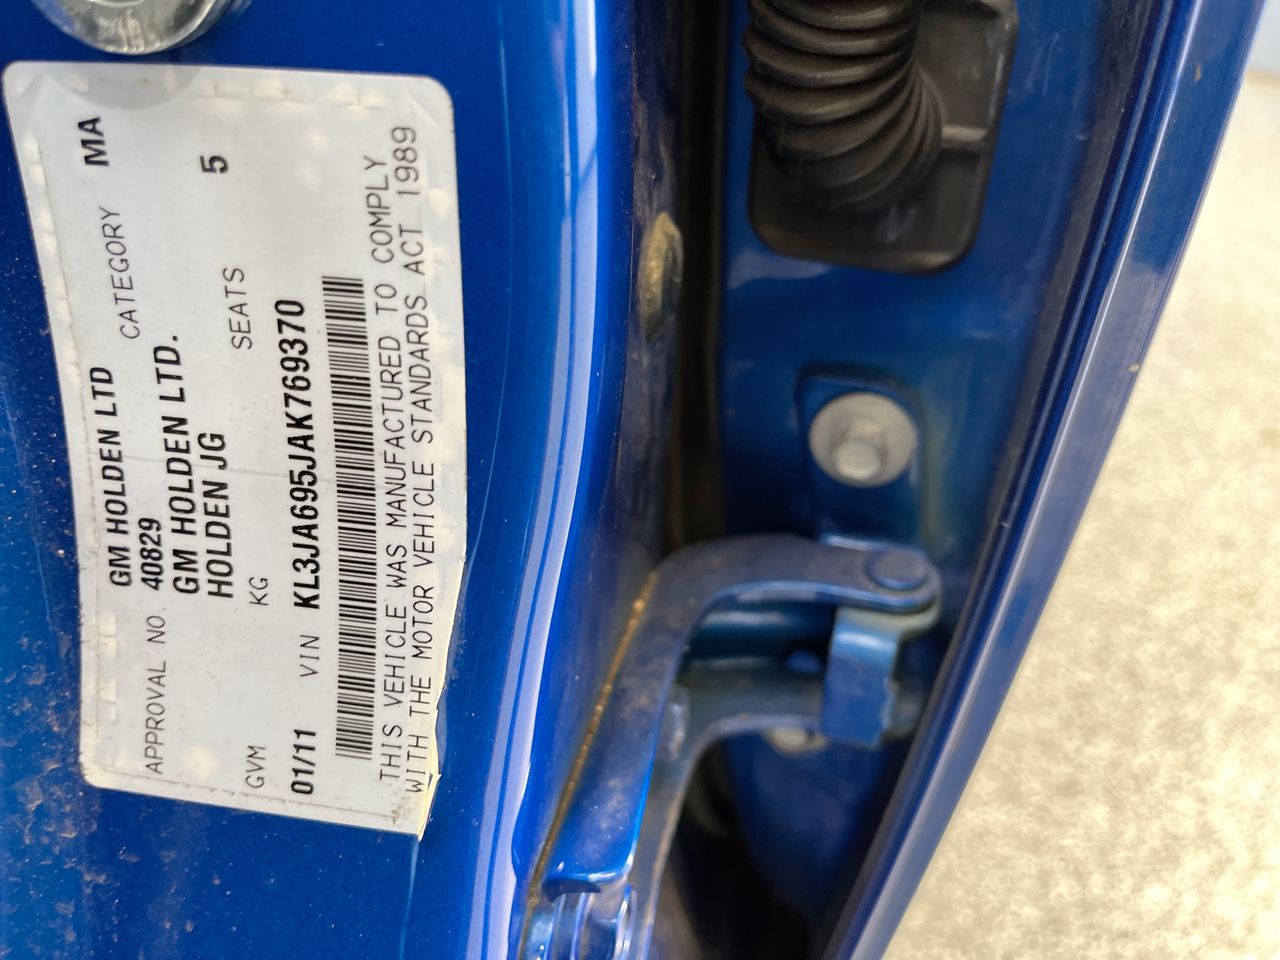 GM HOLDEN LTD
APPROVAL NO. 40829 CATEGORY MA
GM HOLDEN LTD.
HOLDEN JG 5
GVM KG SEATS
01/11 VIN KL3JA695JAK769370
THIS VEHICLE WAS MANUFACTURED TO COMPLY
WITH THE MOTOR VEHICLE STANDARDS ACT 1989